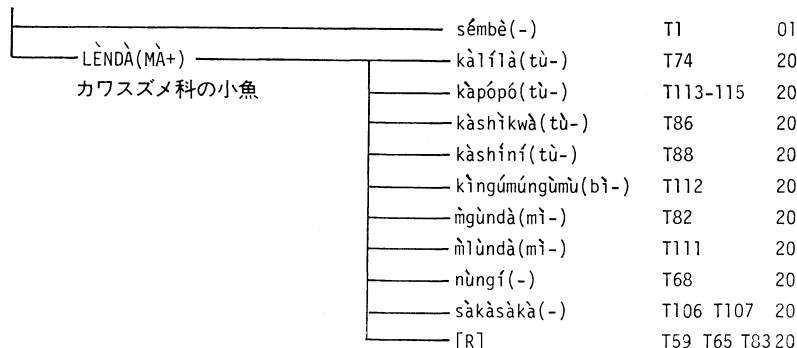 sémbè(-) T1 01
LÈNDÀ(MÀ+) kàlílà(tù-) T74 20
カワスズメ科の小魚 kàpópó(tù-) T113-115 20
kàshìkwà(tù-) T86 20
kàshíní(tù-) T88 20
kìngúmúngùmù(bì-) T112 20
m̀gùndà(mì-) T82 20
m̀lùndà(mì-) T111 20
nùngí(-) T68 20
sàkàsàkà(-) T106 T107 20
[R] T59 T65 T83 20